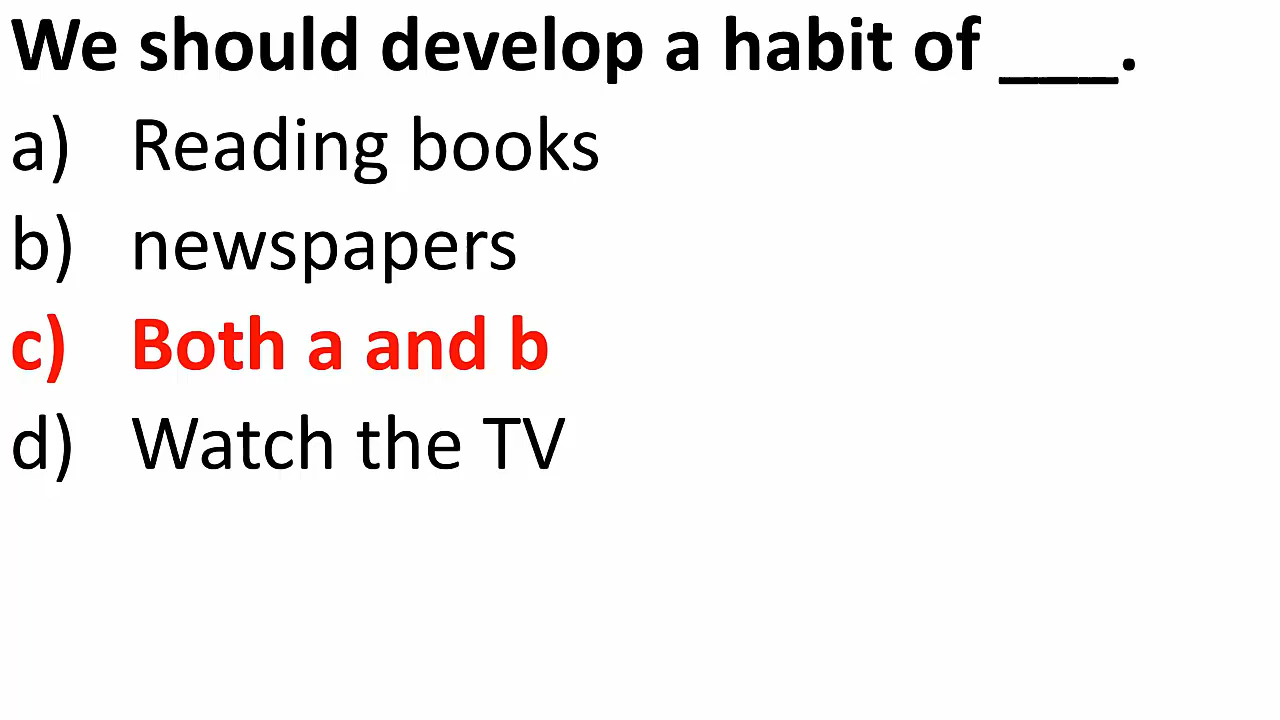 We should develop a habit of ___.
a) Reading books
b) newspapers
c) Both a and b
d) Watch the TV